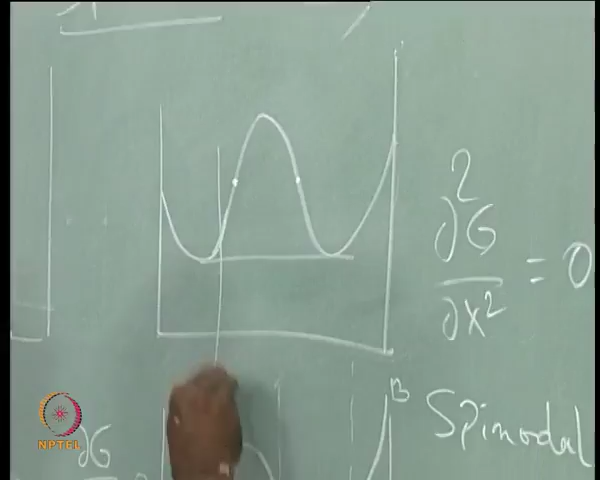 ∂²G
/∂x² = 0
B
Spinodal
∂G
NPTEL